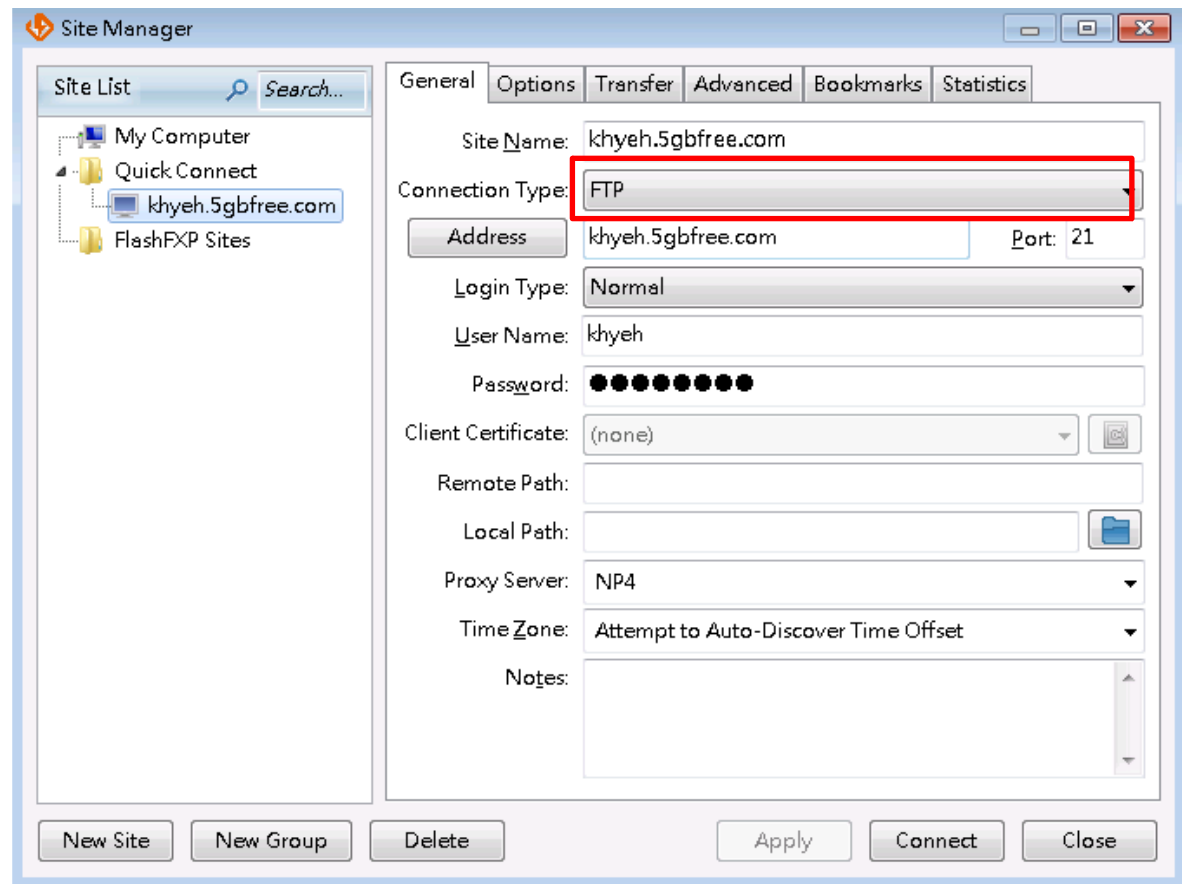 Site Manager
Site List
Search...
My Computer
Quick Connect
khyeh.5gbfree.com
FlashFXP Sites
General Options Transfer Advanced Bookmarks Statistics
Site Name: khyeh.5gbfree.com
Connection Type: FTP
Address khyeh.5gbfree.com Port: 21
Login Type: Normal
User Name: khyeh
Password: ●●●●●●●●
Client Certificate: (none)
Remote Path:
Local Path:
Proxy Server: NP4
Time Zone: Attempt to Auto-Discover Time Offset
Notes:
New Site New Group Delete Apply Connect Close